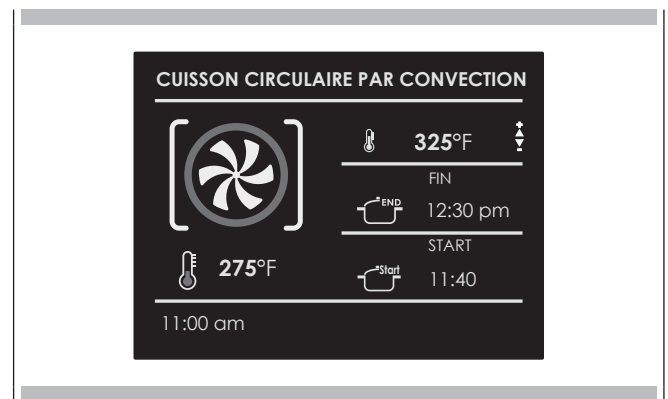 CUISSON CIRCULAIRE PAR CONVECTION
325°F
FIN
END
12:30 pm
START
Start
11:40
275°F
11:00 am